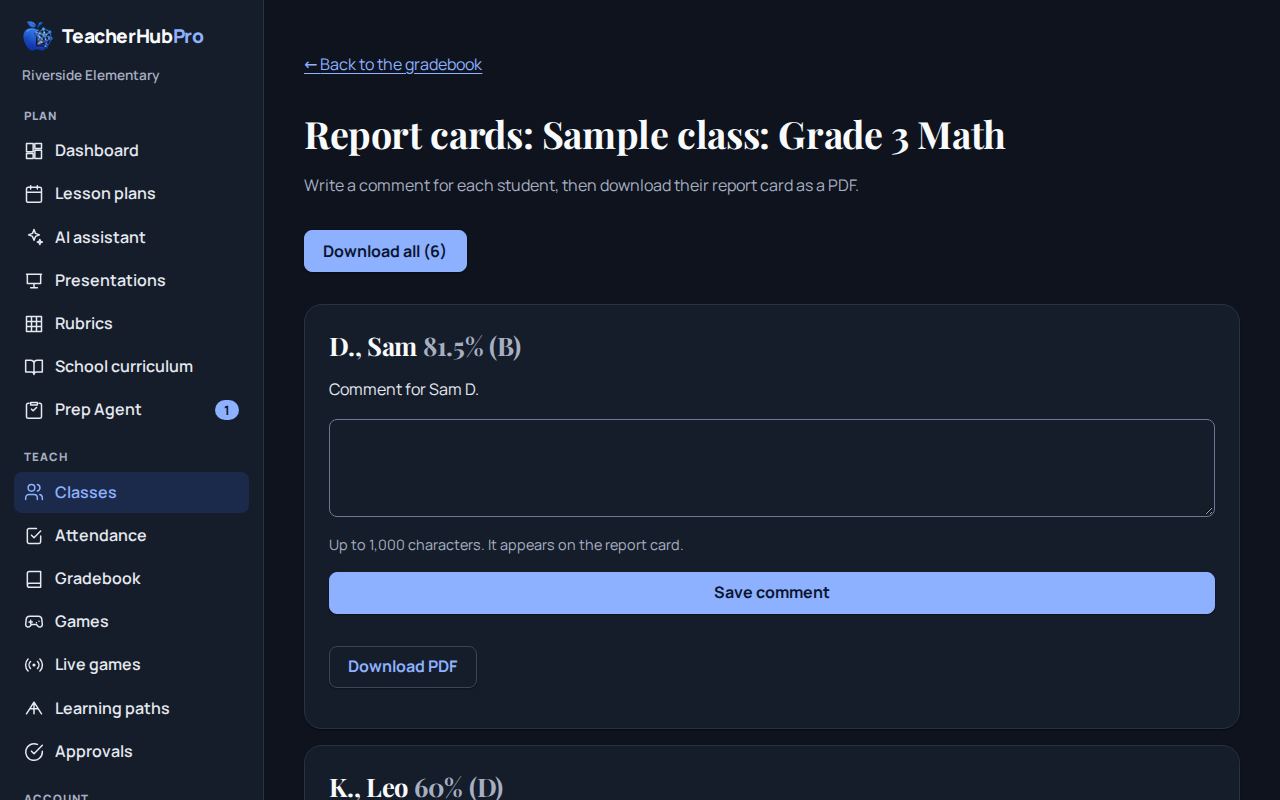 TeacherHubPro
Riverside Elementary
PLAN
Dashboard
Lesson plans
AI assistant
Presentations
Rubrics
School curriculum
Prep Agent 1
TEACH
Classes
Attendance
Gradebook
Games
Live games
Learning paths
Approvals
ACCOUNT
← Back to the gradebook
Report cards: Sample class: Grade 3 Math
Write a comment for each student, then download their report card as a PDF.
Download all (6)
D., Sam 81.5% (B)
Comment for Sam D.
Up to 1,000 characters. It appears on the report card.
Save comment
Download PDF
K., Leo 60% (D)